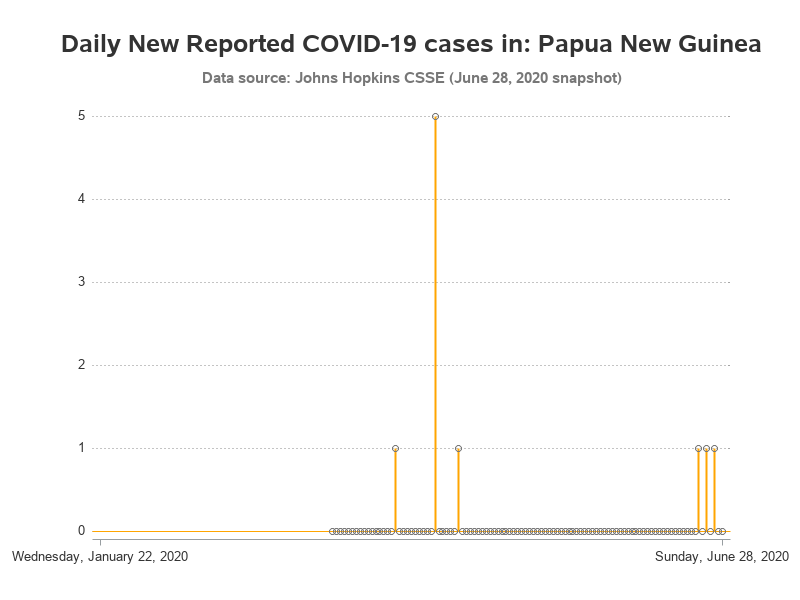 Daily New Reported COVID-19 cases in: Papua New Guinea
Data source: Johns Hopkins CSSE (June 28, 2020 snapshot)
5
4
3
2
1
0
Wednesday, January 22, 2020
Sunday, June 28, 2020